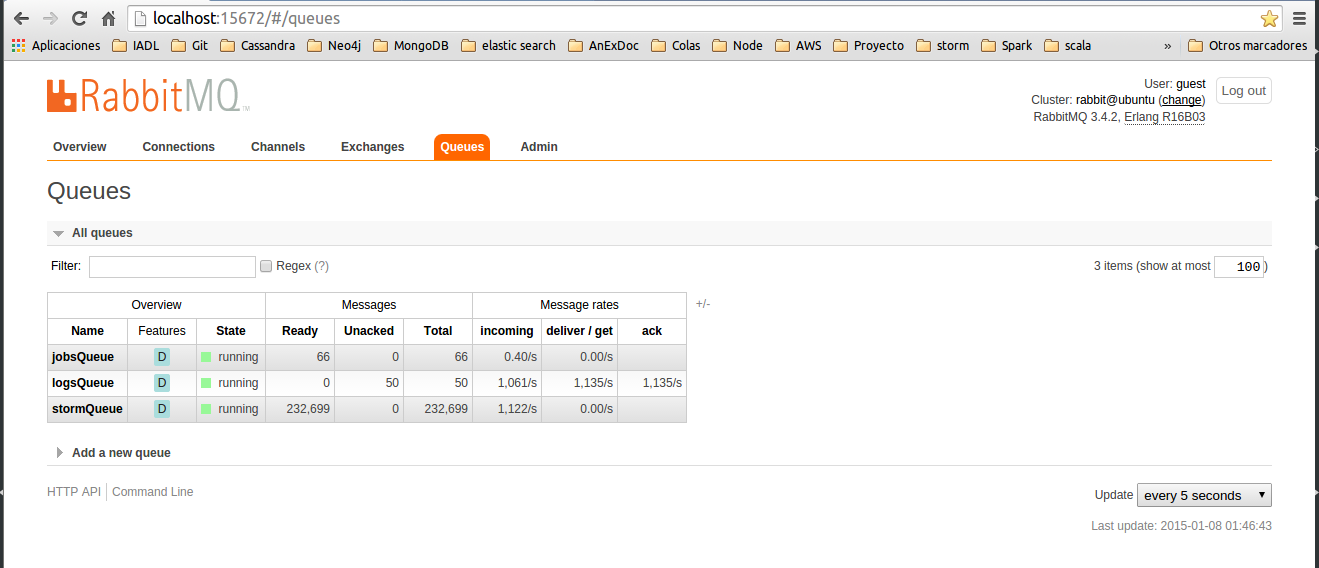 localhost:15672/#/queues
Aplicaciones IADL Git Cassandra Neo4j MongoDB elastic search AnExDoc Colas Node AWS Proyecto storm Spark scala » Otros marcadores
RabbitMQ TM
User: guest
Cluster: rabbit@ubuntu (change)
RabbitMQ 3.4.2, Erlang R16B03
Log out
Overview Connections Channels Exchanges Queues Admin
Queues
All queues
Filter: Regex (?) 3 items (show at most 100 )
Overview Messages Message rates +/-
Name Features State Ready Unacked Total incoming deliver / get ack
jobsQueue D running 66 0 66 0.40/s 0.00/s
logsQueue D running 0 50 50 1,061/s 1,135/s 1,135/s
stormQueue D running 232,699 0 232,699 1,122/s 0.00/s
Add a new queue
HTTP API Command Line
Update every 5 seconds
Last update: 2015-01-08 01:46:43